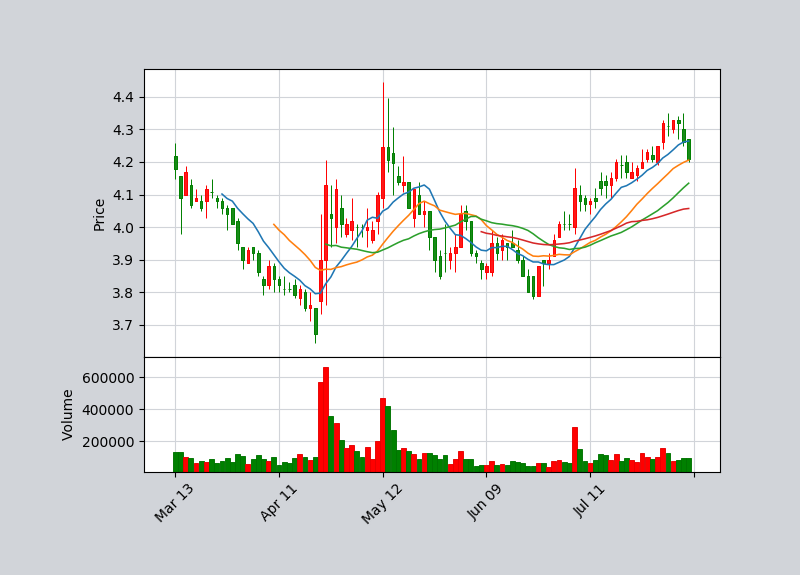 4.4
4.3
4.2
4.1
4.0
3.9
3.8
3.7
Price
600000
400000
200000
Volume
Mar 13
Apr 11
May 12
Jun 09
Jul 11